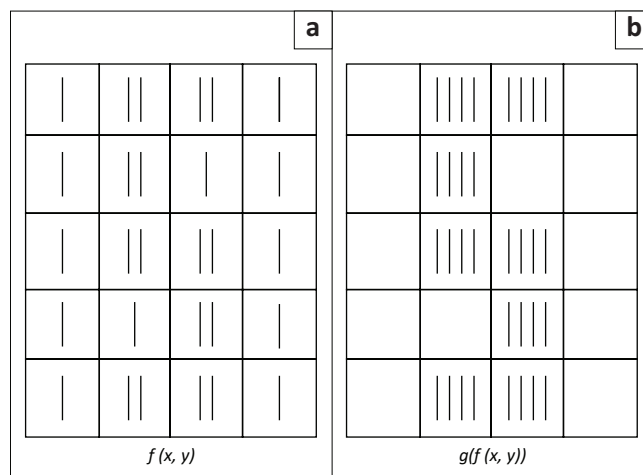 a
b
f (x, y)
g(f (x, y))